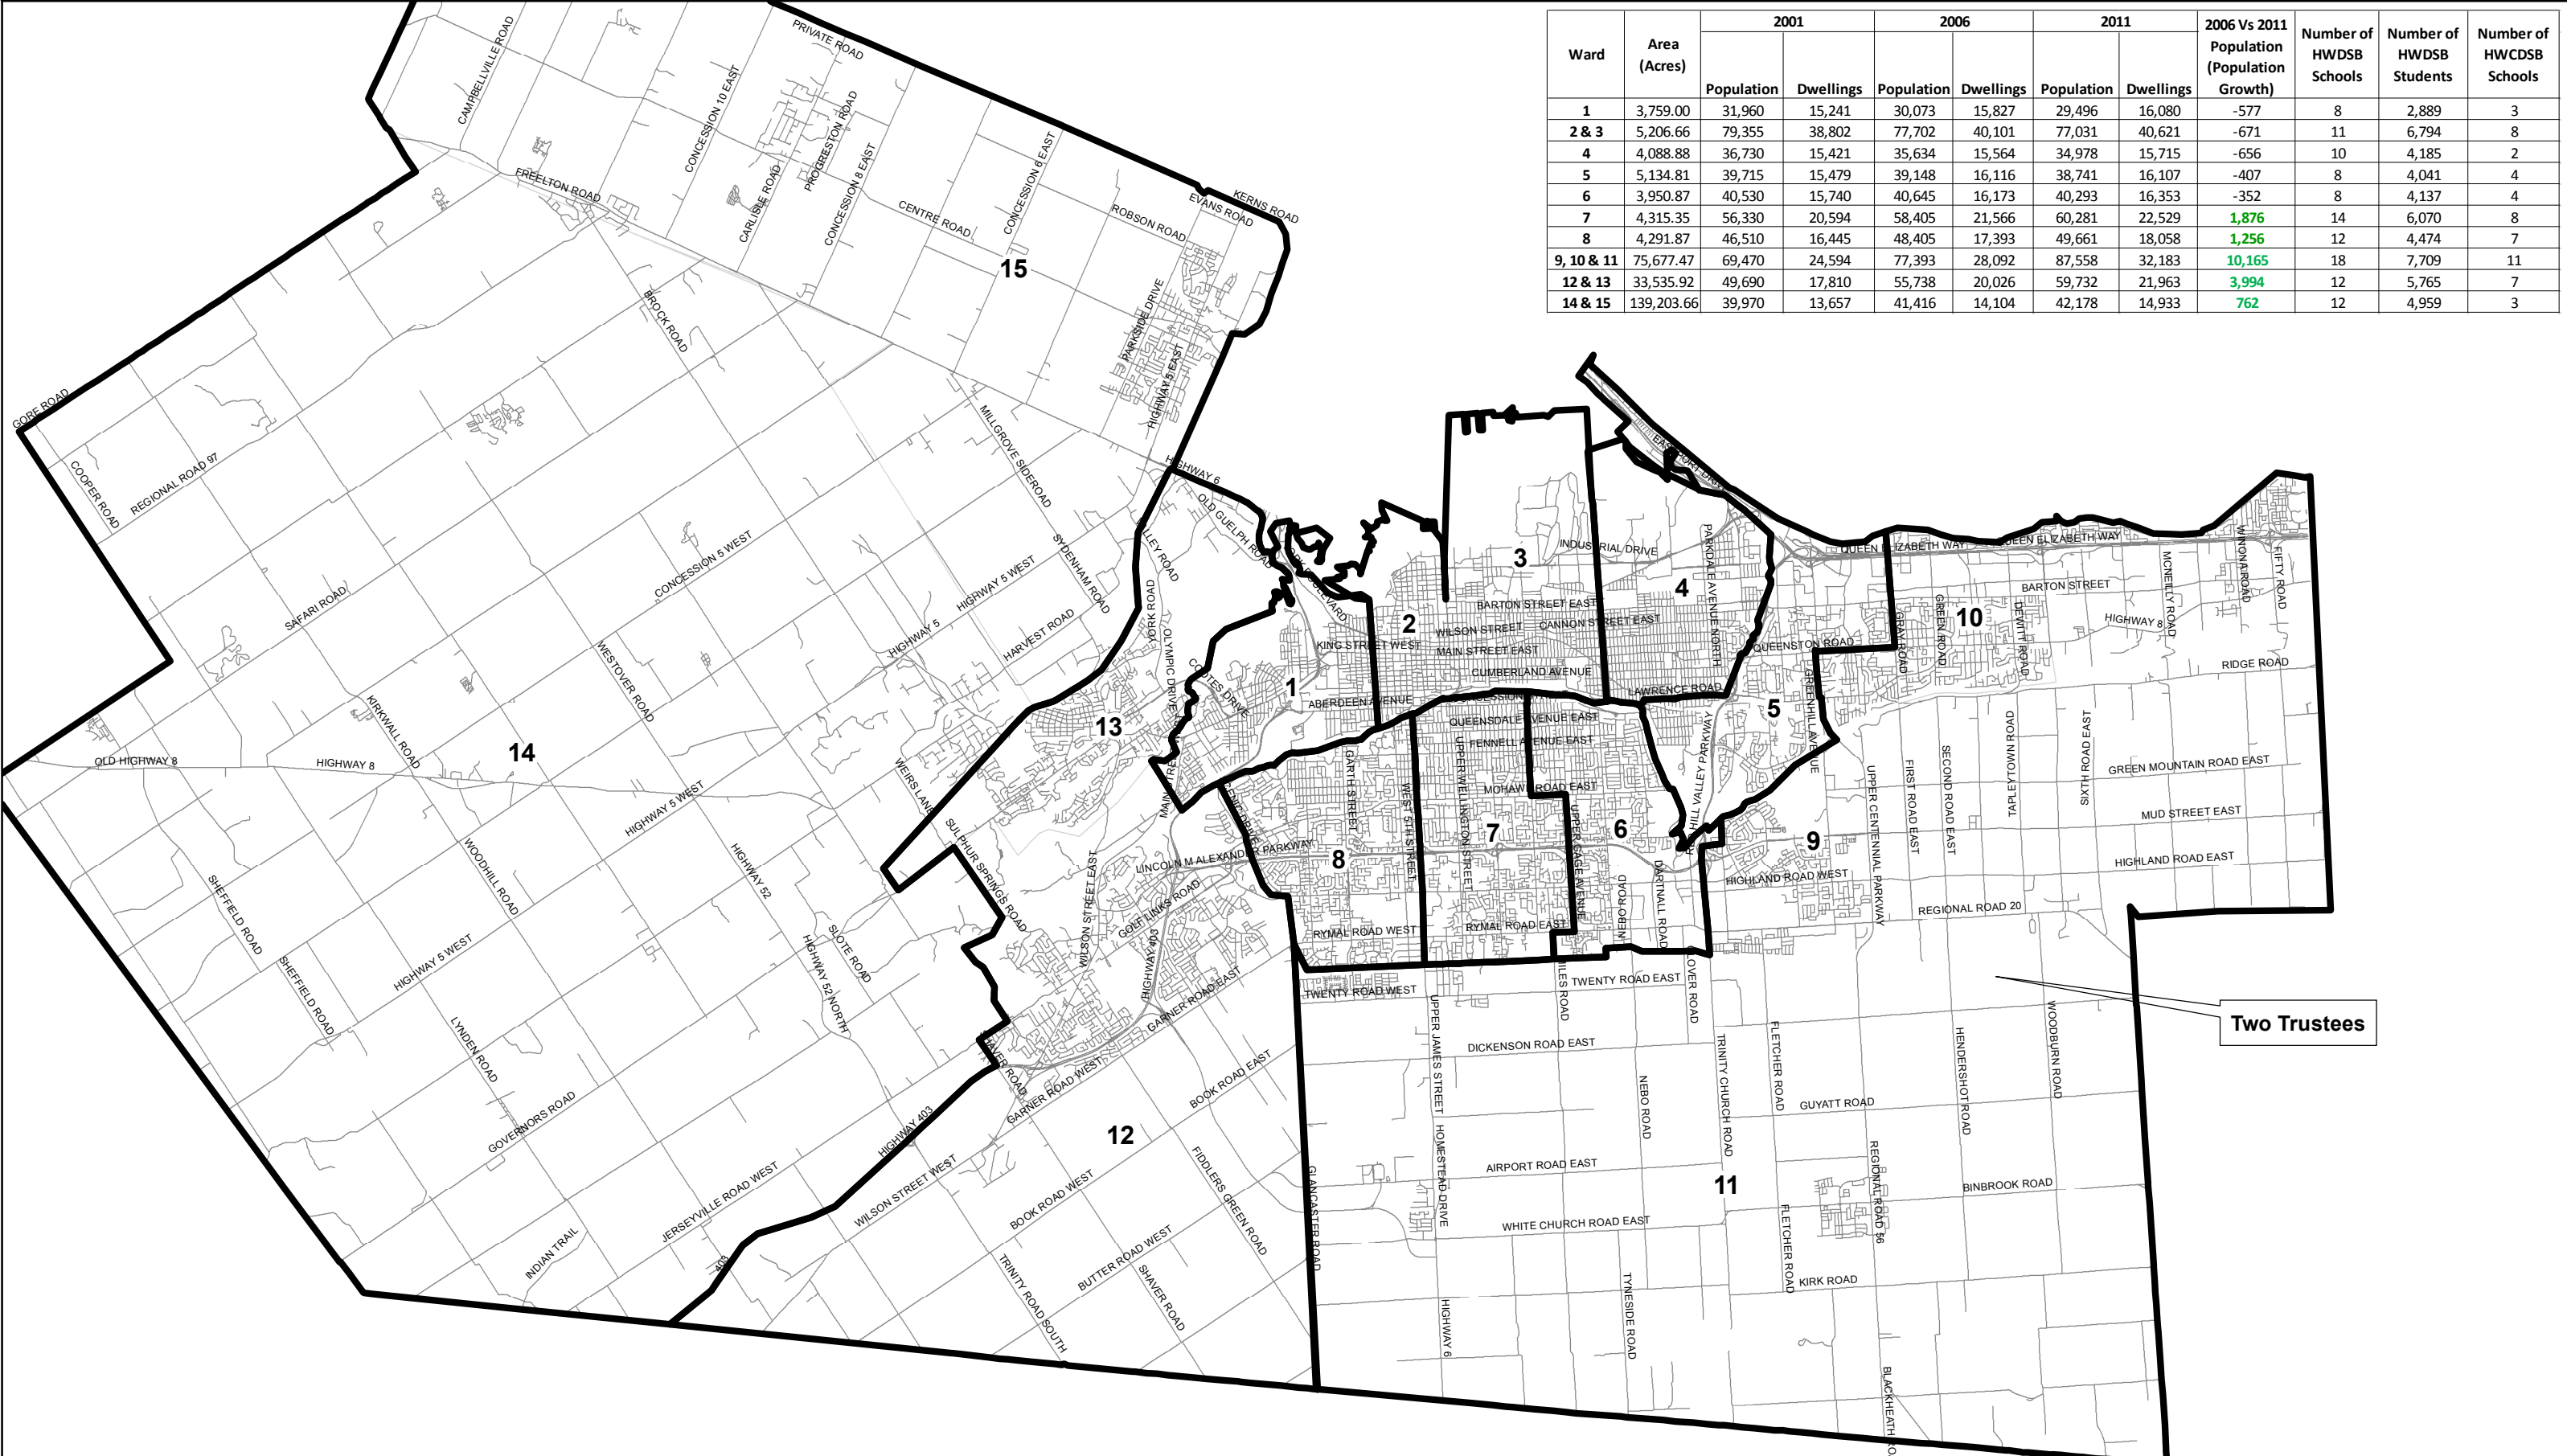 2001 2006 2011
Ward Area (Acres) Population Dwellings Population Dwellings Population Dwellings 2006 Vs 2011 Population (Population Growth) Number of HWDSB Schools Number of HWDSB Students Number of HWCDSB Schools
1 3,759.00 31,960 15,241 30,073 15,827 29,496 16,080 -577 8 2,889 3
2 & 3 5,206.66 79,355 38,802 77,702 40,101 77,031 40,621 -671 11 6,794 8
4 4,088.88 36,730 15,421 35,634 15,564 34,978 15,715 -656 10 4,185 2
5 5,134.81 39,715 15,479 39,148 16,116 38,741 16,107 -407 8 4,041 4
6 3,950.87 40,530 15,740 40,645 16,173 40,293 16,353 -352 8 4,137 4
7 4,315.35 56,330 20,594 58,405 21,566 60,281 22,529 1,876 14 6,070 8
8 4,291.87 46,510 16,445 48,405 17,393 49,661 18,058 1,256 12 4,474 7
9, 10 & 11 75,677.47 69,470 24,594 77,393 28,092 87,558 32,183 10,165 18 7,709 11
12 & 13 33,535.92 49,690 17,810 55,738 20,026 59,732 21,963 3,994 12 5,765 7
14 & 15 139,203.66 39,970 13,657 41,416 14,104 42,178 14,933 762 12 4,959 3
PRIVATE ROAD
CAMPBELLVILLE ROAD
CONCESSION 10 EAST
PROGRESTON ROAD
CONCESSION 8 EAST
CARLISLE ROAD
FREELTON ROAD
CENTRE ROAD
CONCESSION 6 EAST
ROBSON ROAD
EVANS ROAD
KERNS ROAD
15
PARKSIDE DRIVE
HIGHWAY 5 EAST
BROCK ROAD
GORE ROAD
COOPER ROAD
REGIONAL ROAD 97
MILLGROVE SIDEROAD
HIGHWAY 6
OLD GUELPH ROAD
SYDENHAM ROAD
CONCESSION 5 WEST
HIGHWAY 5 WEST
SAFARI ROAD
HARVEST ROAD
HIGHWAY 5
YORK ROAD
OLYMPIC DRIVE
COOTES DRIVE
WESTOVER ROAD
KIRKWALL ROAD
OLD HIGHWAY 8
HIGHWAY 8
14
13
1
2
3
4
5
10
INDUSTRIAL DRIVE
PARKDALE AVENUE NORTH
BARTON STREET EAST
WILSON STREET
CANNON STREET EAST
KING STREET WEST
MAIN STREET EAST
CUMBERLAND AVENUE
ABERDEEN AVENUE
LAWRENCE ROAD
QUEENSTON ROAD
QUEEN ELIZABETH WAY
QUEEN ELIZABETH WAY
BARTON STREET
GRAY ROAD
GREEN ROAD
DEWITT ROAD
HIGHWAY 8
MCNEILLY ROAD
WINONA ROAD
FIFTY ROAD
RIDGE ROAD
GREENHILL AVENUE
QUEENSDALE AVENUE EAST
FENNELL AVENUE EAST
MOHAWK ROAD EAST
GARTH STREET
WEST 5TH STREET
UPPER WELLINGTON STREET
UPPER GAGE AVENUE
UPPER CENTENNIAL PARKWAY
FIRST ROAD EAST
SECOND ROAD EAST
TAPLEYTOWN ROAD
SIXTH ROAD EAST
GREEN MOUNTAIN ROAD EAST
MUD STREET EAST
HIGHLAND ROAD EAST
HIGHLAND ROAD WEST
REGIONAL ROAD 20
WEIRS LANE
SULPHUR SPRINGS ROAD
LINCOLN M ALEXANDER PARKWAY
8
7
6
9
GOLF LINKS ROAD
WILSON STREET EAST
HIGHWAY 403
GARNER ROAD EAST
RYMAL ROAD WEST
RYMAL ROAD EAST
NEBO ROAD
DARTNALL ROAD
HIGHWAY 5 WEST
HIGHWAY 52
WOODHILL ROAD
SHEFFIELD ROAD
SHEFFIELD ROAD
HIGHWAY 5 WEST
SLOTE ROAD
HIGHWAY 52 NORTH
LYNDEN ROAD
GOVERNORS ROAD
JERSEYVILLE ROAD WEST
INDIAN TRAIL
HIGHWAY 403
403
WILSON STREET WEST
GARNER ROAD WEST
BOOK ROAD EAST
12
BOOK ROAD WEST
BUTTER ROAD WEST
FIDDLERS GREEN ROAD
TRINITY ROAD SOUTH
SHAVER ROAD
GLANCASTER ROAD
TWENTY ROAD WEST
TWENTY ROAD EAST
UPPER JAMES STREET
DICKENSON ROAD EAST
HOMESTEAD DRIVE
AIRPORT ROAD EAST
WHITE CHURCH ROAD EAST
NEBO ROAD
TRINITY CHURCH ROAD
FLETCHER ROAD
GUYATT ROAD
HENDERSHOT ROAD
WOODBURN ROAD
Two Trustees
11
REGIONAL ROAD 56
BINBROOK ROAD
FLETCHER ROAD
KIRK ROAD
TYNESIDE ROAD
HIGHWAY 6